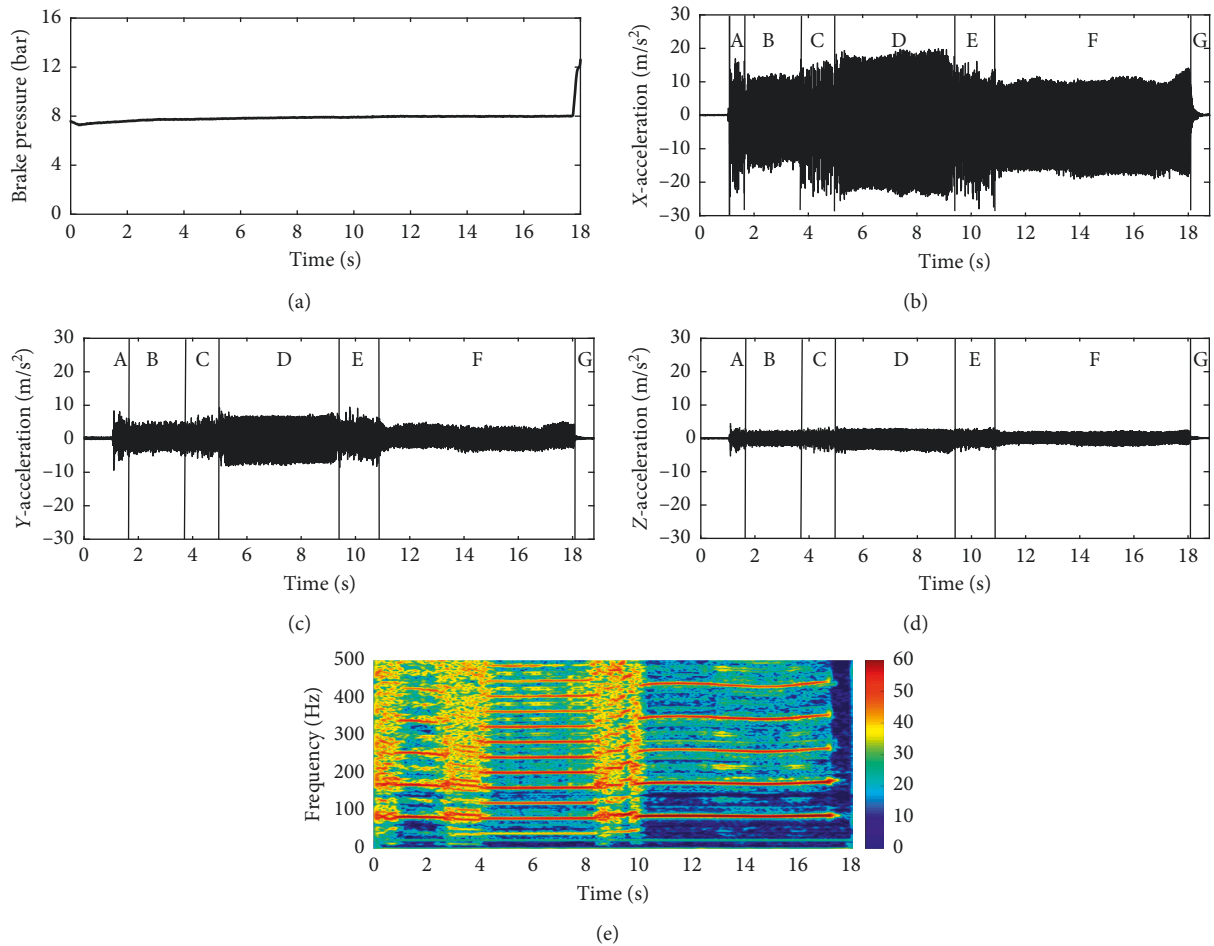 16
12
8
4
0
Brake pressure (bar)
0 2 4 6 8 10 12 14 16 18
Time (s)
(a)
30
20
10
0
−10
−20
−30
X-acceleration (m/s²)
A B C D E F G
0 2 4 6 8 10 12 14 16 18
Time (s)
(b)
30
20
10
0
−10
−20
−30
Y-acceleration (m/s²)
A B C D E F G
0 2 4 6 8 10 12 14 16 18
Time (s)
(c)
30
20
10
0
−10
−20
−30
Z-acceleration (m/s²)
A B C D E F G
0 2 4 6 8 10 12 14 16 18
Time (s)
(d)
500
400
300
200
100
0
Frequency (Hz)
0 2 4 6 8 10 12 14 16 18
Time (s)
60
50
40
30
20
10
0
(e)